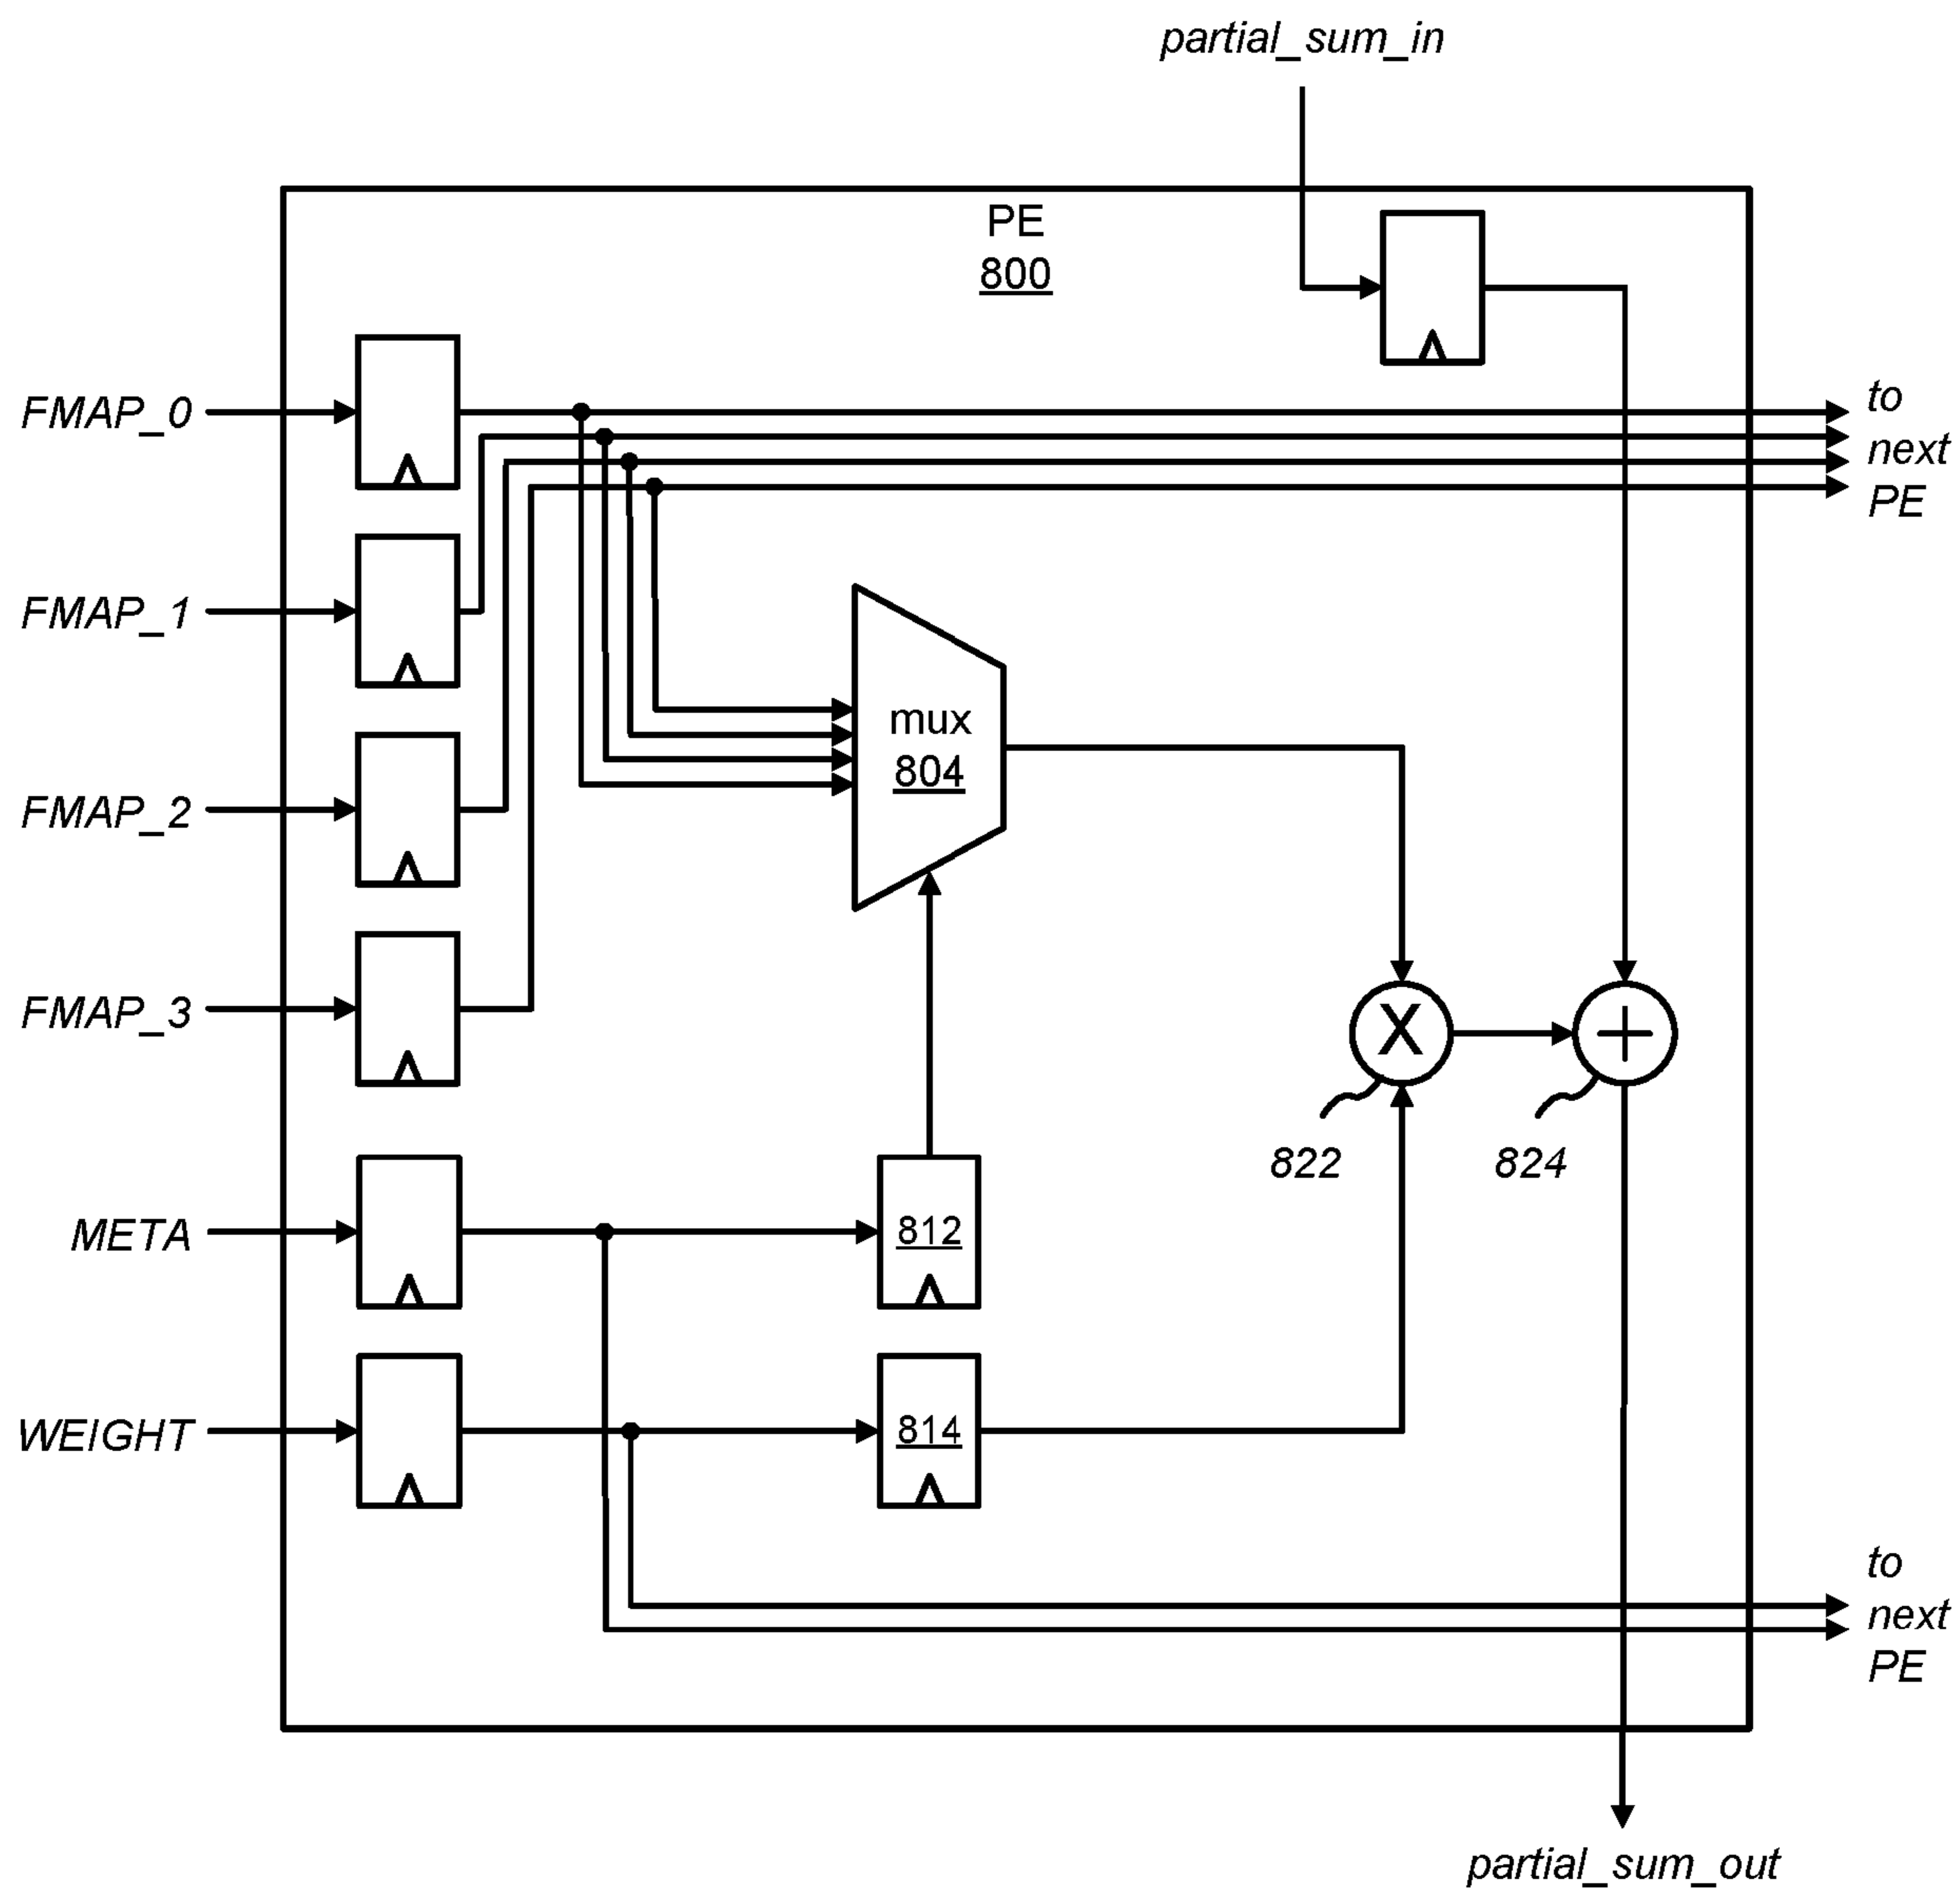 partial_sum_in
PE
800
FMAP_0
to
next
PE
FMAP_1
mux
804
FMAP_2
FMAP_3
X
+
822
824
META
812
WEIGHT
814
to
next
PE
partial_sum_out